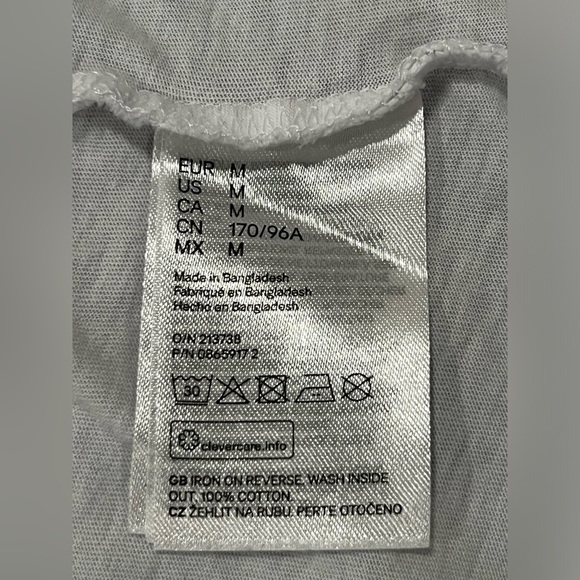 EUR M
US M
CA M
CN 170/96A
MX M
Made in Bangladesh
Fabriqué en Bangladesh
Hecho en Bangladesh
O/N 213738
P/N 0865917 2
30
clevercare.info
GB IRON ON REVERSE, WASH INSIDE
OUT, 100% COTTON.
CZ ŽEHLIT NA RUBU. PERTE OTOČENO